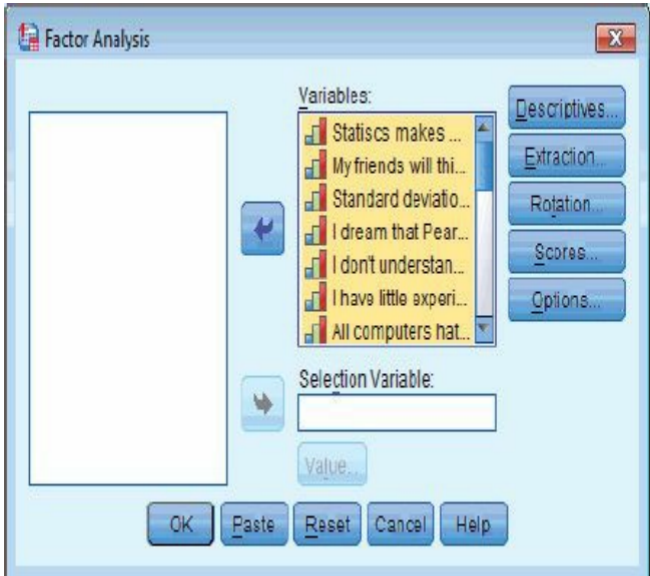 Factor Analysis
Variables:
Statiscs makes ...
My friends will thi...
Standard deviatio...
I dream that Pear...
I don't understan...
I have little experi...
All computers hat...
Descriptives...
Extraction...
Rotation...
Scores...
Options...
Selection Variable:
Value...
OK Paste Reset Cancel Help